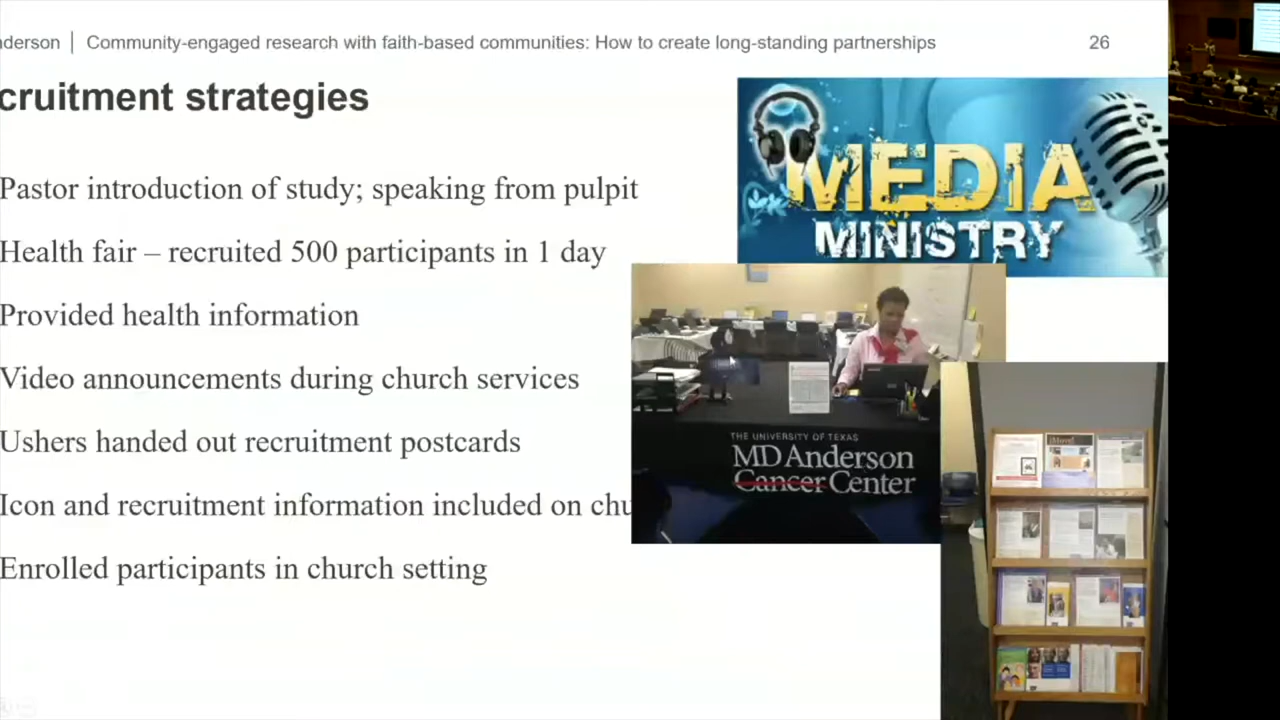 nderson | Community-engaged research with faith-based communities: How to create long-standing partnerships
26
cruitment strategies
Pastor introduction of study; speaking from pulpit
Health fair – recruited 500 participants in 1 day
Provided health information
Video announcements during church services
Ushers handed out recruitment postcards
Icon and recruitment information included on chu
Enrolled participants in church setting
MEDIA
MINISTRY
THE UNIVERSITY OF TEXAS
MD Anderson
Cancer Center